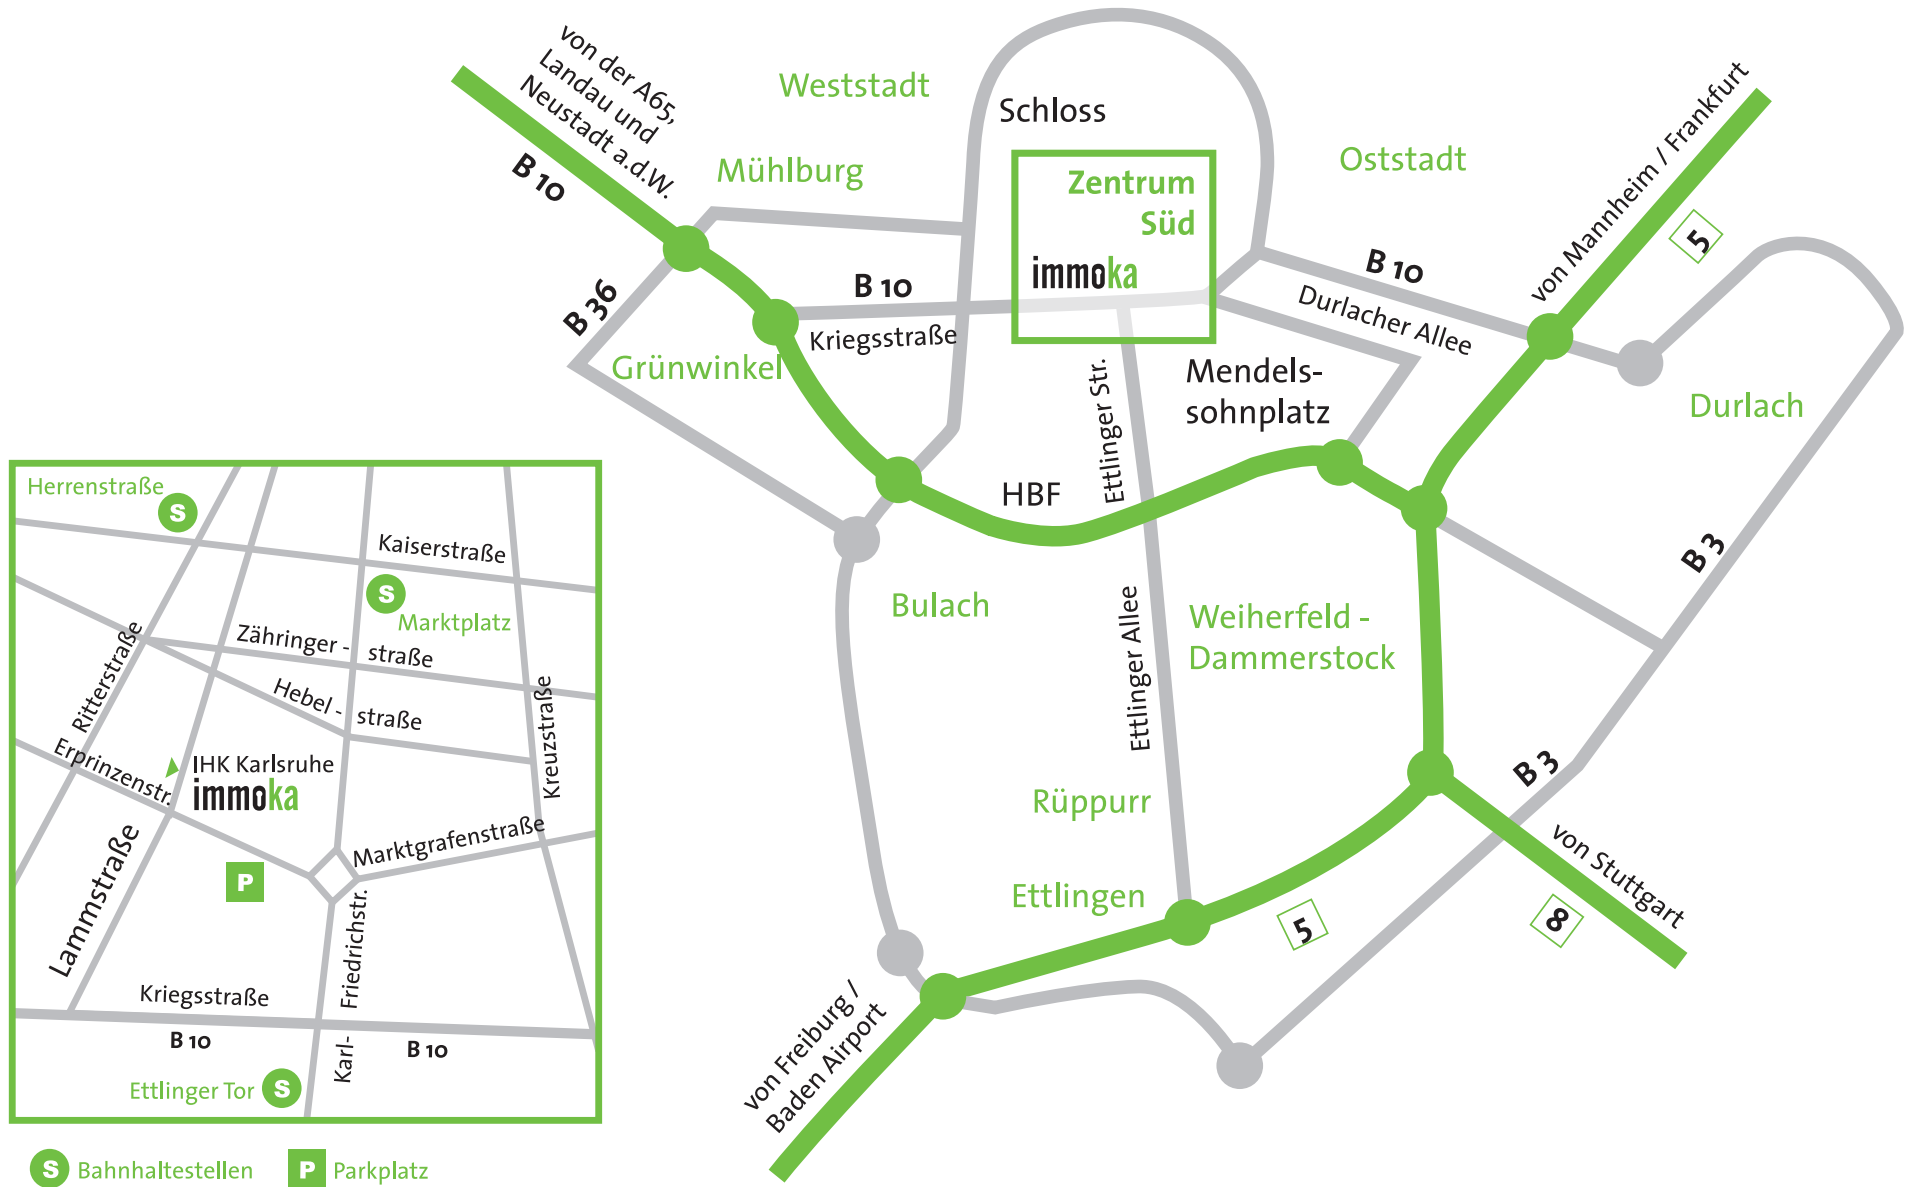 von der A65,
Landau und
Neustadt a.d.W.
B 10
Weststadt
Mühlburg
Schloss
Zentrum
Süd
immoka
Oststadt
von Mannheim / Frankfurt
5
B 10
Durlacher Allee
B 36
B 10
Kriegsstraße
Grünwinkel
Ettlinger Str.
Mendels-
sohnplatz
Durlach
HBF
B 3
Bulach
Ettlinger Allee
Weiherfeld -
Dammerstock
Rüppurr
B 3
von Stuttgart
8
Ettlingen
5
von Freiburg /
Baden Airport
Herrenstraße
S
Kaiserstraße
S
Marktplatz
Ritterstraße
Zähringer - straße
Hebel - straße
Kreuzstraße
Erprinzenstr.
IHK Karlsruhe
immoka
Marktgrafenstraße
Lammstraße
P
Karl- Friedrichstr.
Kriegsstraße
B 10
B 10
Ettlinger Tor S
S Bahnhaltestellen
P Parkplatz